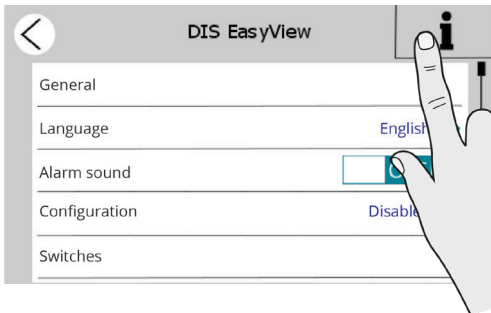 DIS EasyView i
General
Language English
Alarm sound
Configuration
Switches